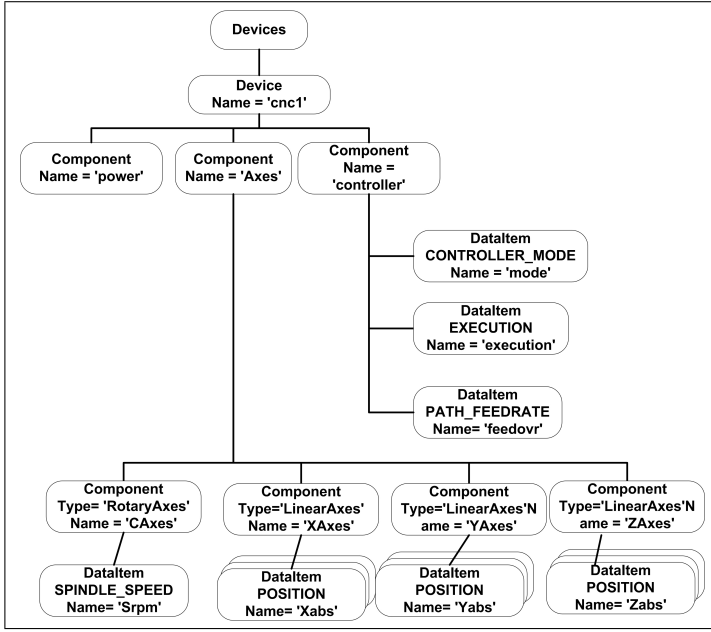 Devices
Device
Name = 'cnc1'
Component
Name = 'power'
Component
Name = 'Axes'
Component
Name =
'controller'
DataItem
CONTROLLER_MODE
Name = 'mode'
DataItem
EXECUTION
Name = 'execution'
DataItem
PATH_FEEDRATE
Name= 'feedovr'
Component
Type= 'RotaryAxes'
Name = 'CAxes'
Component
Type='LinearAxes'
Name = 'XAxes'
Component
Type='LinearAxes'N
ame = 'YAxes'
Component
Type='LinearAxes'N
ame = 'ZAxes'
DataItem
SPINDLE_SPEED
Name= 'Srpm'
DataItem
POSITION
Name= 'Xabs'
DataItem
POSITION
Name= 'Yabs'
DataItem
POSITION
Name= 'Zabs'